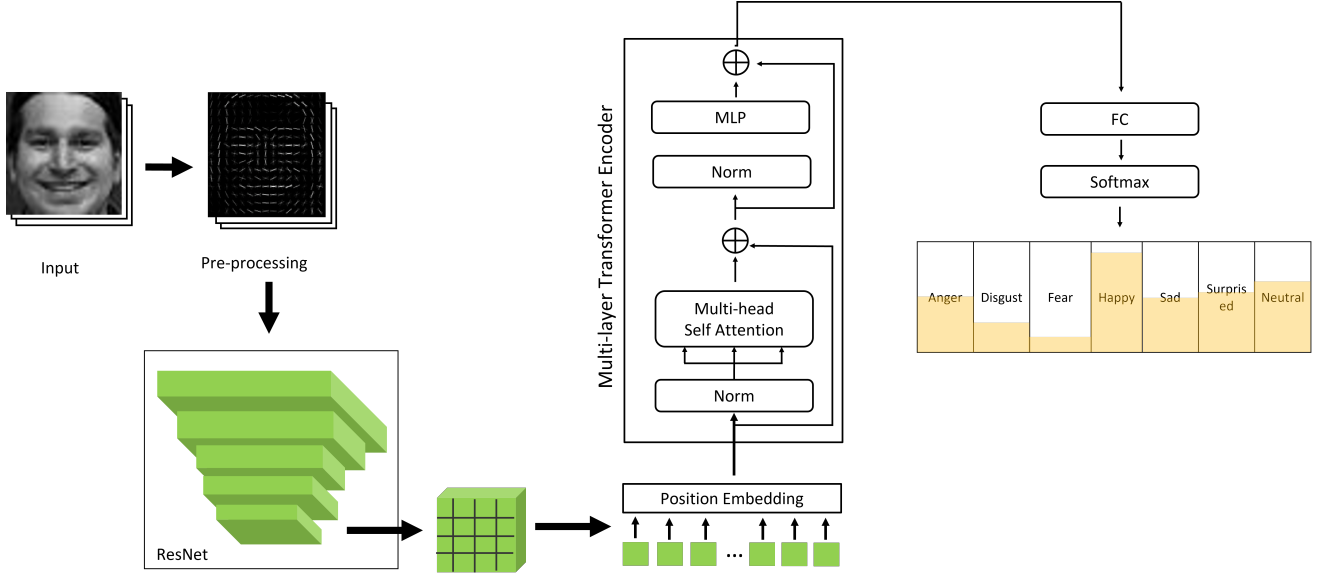 Input
Pre-processing
ResNet
...
Position Embedding
Multi-layer Transformer Encoder
Norm
Multi-head
Self Attention
Norm
MLP
FC
Softmax
Anger
Disgust
Fear
Happy
Sad
Surpris
ed
Neutral